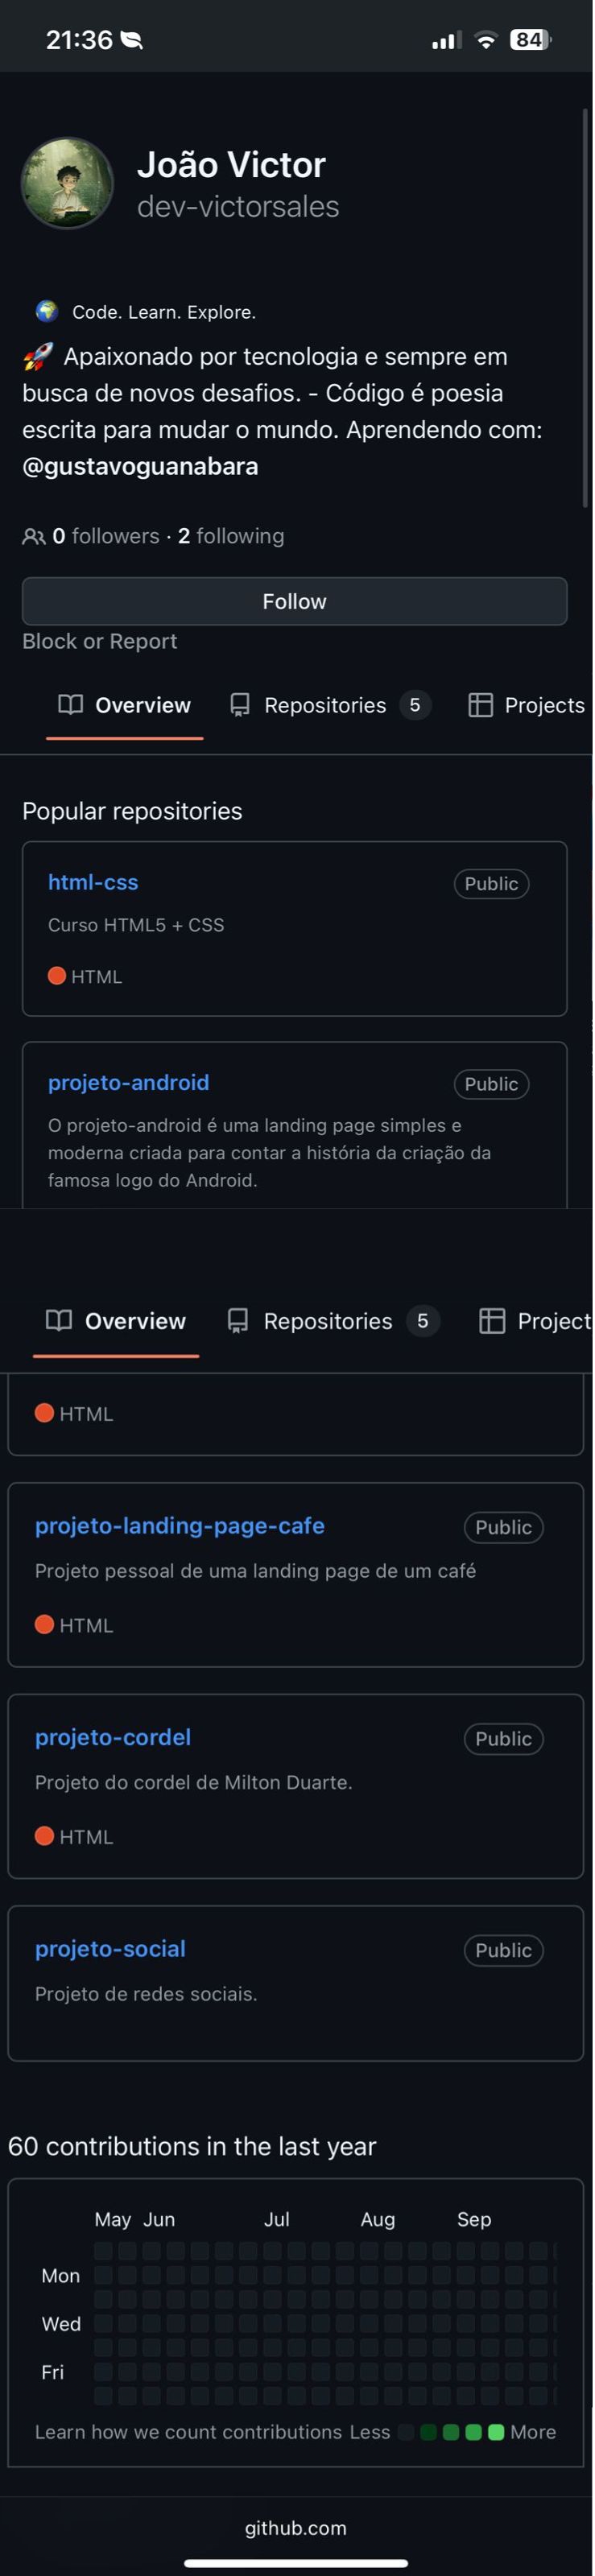 21:36
84
João Victor
dev-victorsales
Code. Learn. Explore.
Apaixonado por tecnologia e sempre em
busca de novos desafios. - Código é poesia
escrita para mudar o mundo. Aprendendo com:
@gustavoguanabara
0 followers · 2 following
Follow
Block or Report
Overview Repositories 5 Projects
Popular repositories
html-css Public
Curso HTML5 + CSS
HTML
projeto-android Public
O projeto-android é uma landing page simples e
moderna criada para contar a história da criação da
famosa logo do Android.
Overview Repositories 5 Project
HTML
projeto-landing-page-cafe Public
Projeto pessoal de uma landing page de um café
HTML
projeto-cordel Public
Projeto do cordel de Milton Duarte.
HTML
projeto-social Public
Projeto de redes sociais.
60 contributions in the last year
May Jun Jul Aug Sep
Mon
Wed
Fri
Learn how we count contributions Less More
github.com